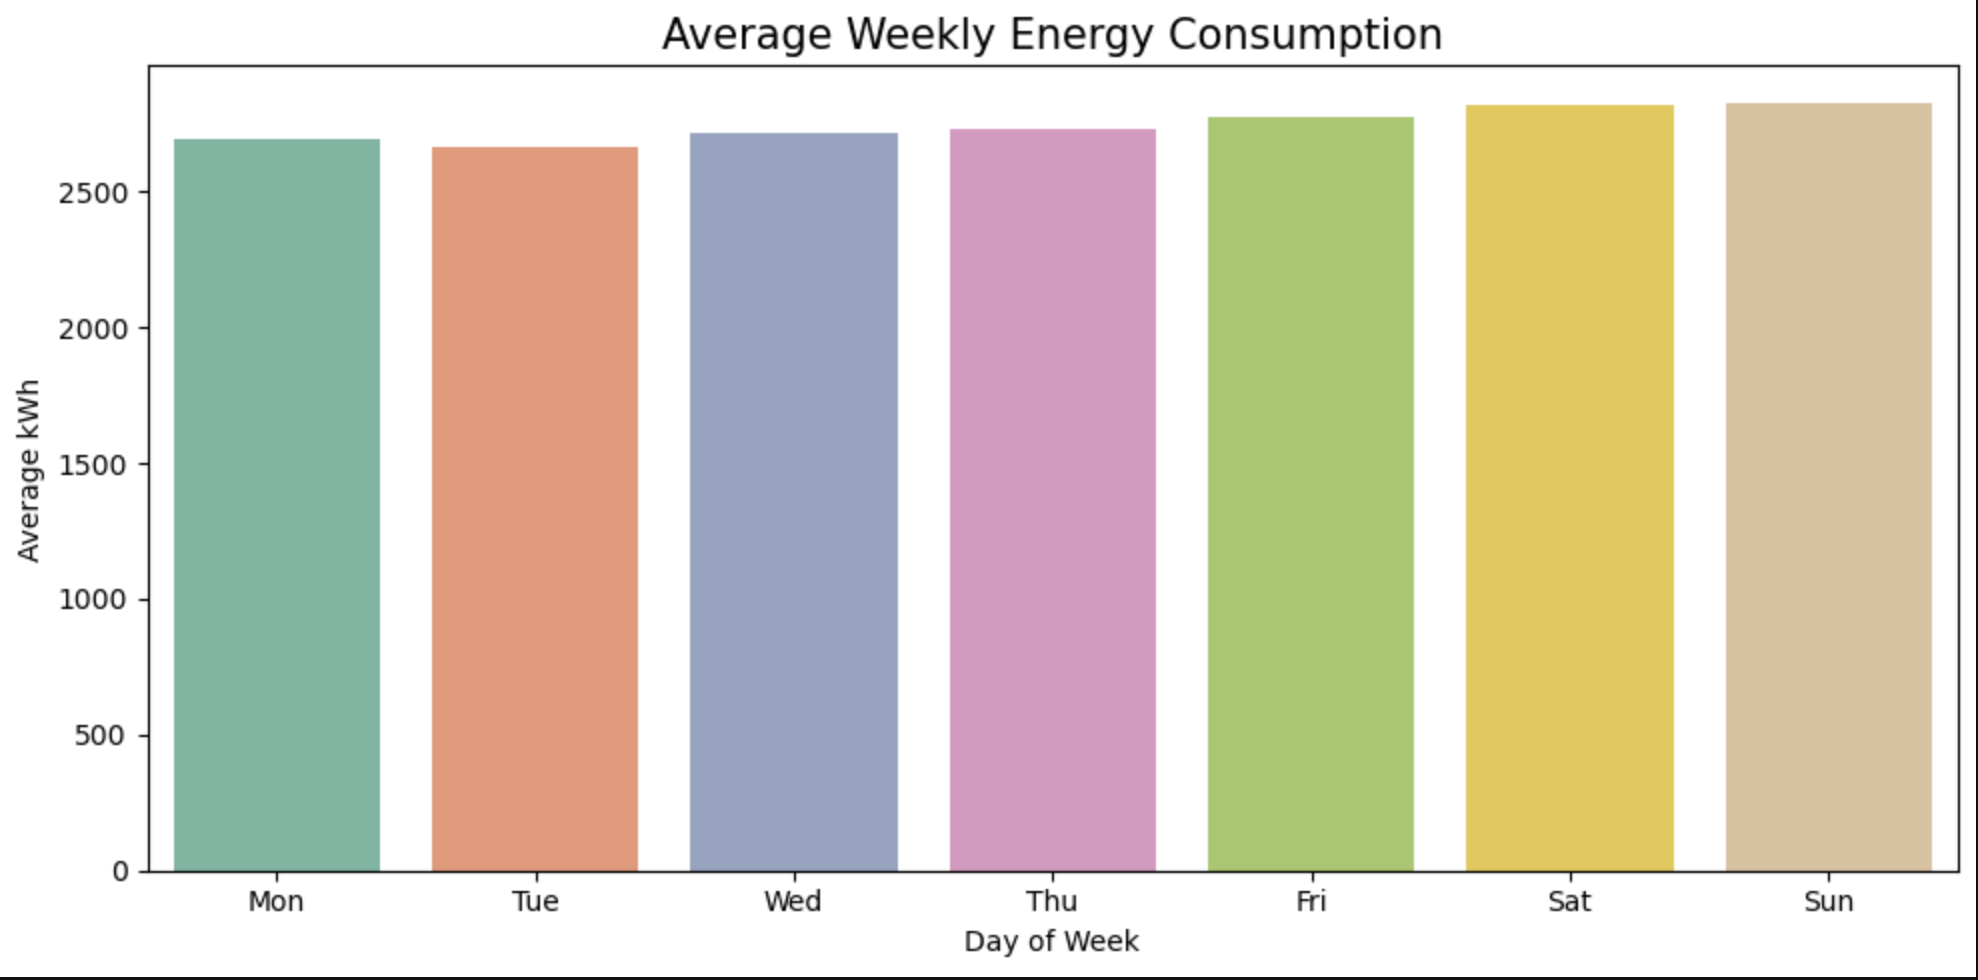 Average Weekly Energy Consumption
Average kWh
2500
2000
1500
1000
500
0
Mon Tue Wed Thu Fri Sat Sun
Day of Week